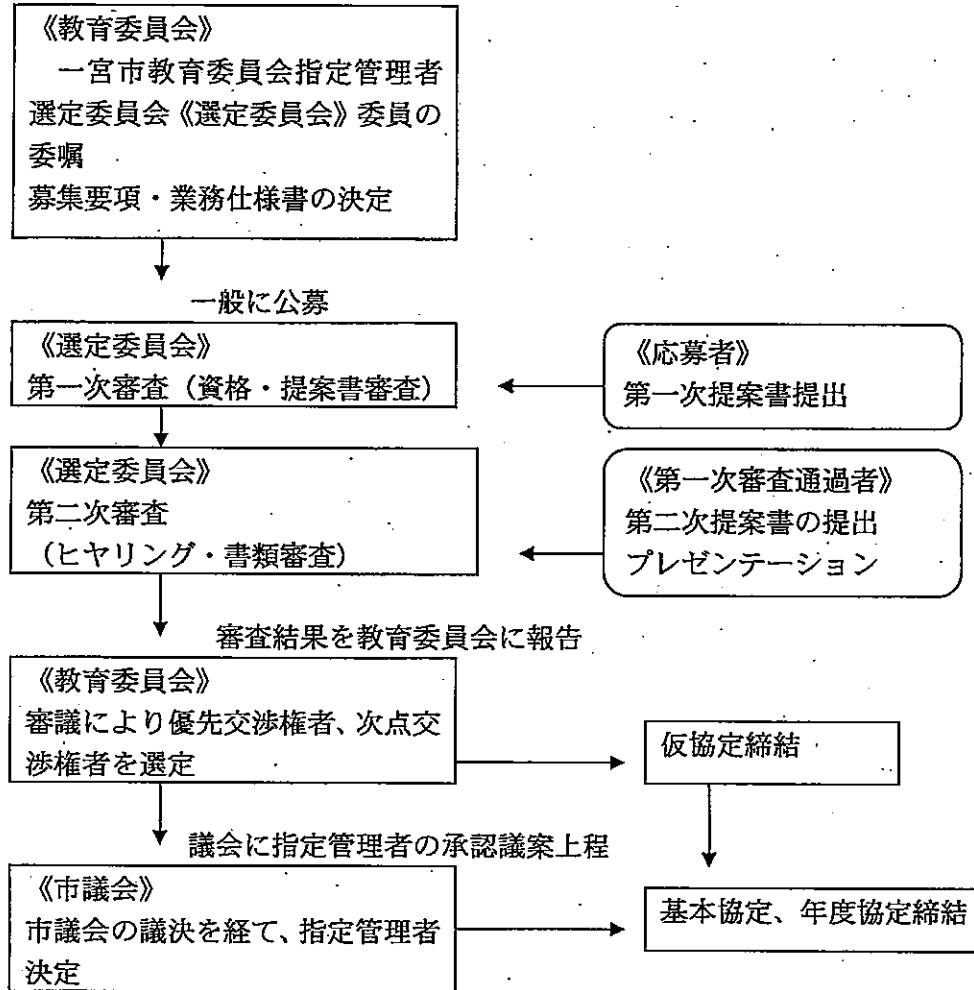 《教育委員会》
一宮市教育委員会指定管理者
選定委員会《選定委員会》委員の
委嘱
募集要項・業務仕様書の決定
一般に公募
《選定委員会》
第一次審査（資格・提案書審査）
《応募者》
第一次提案書提出
《選定委員会》
第二次審査
（ヒヤリング・書類審査）
《第一次審査通過者》
第二次提案書の提出
プレゼンテーション
審査結果を教育委員会に報告
《教育委員会》
審議により優先交渉権者、次点交
渉権者を選定
仮協定締結
議会に指定管理者の承認議案上程
《市議会》
市議会の議決を経て、指定管理者
決定
基本協定、年度協定締結